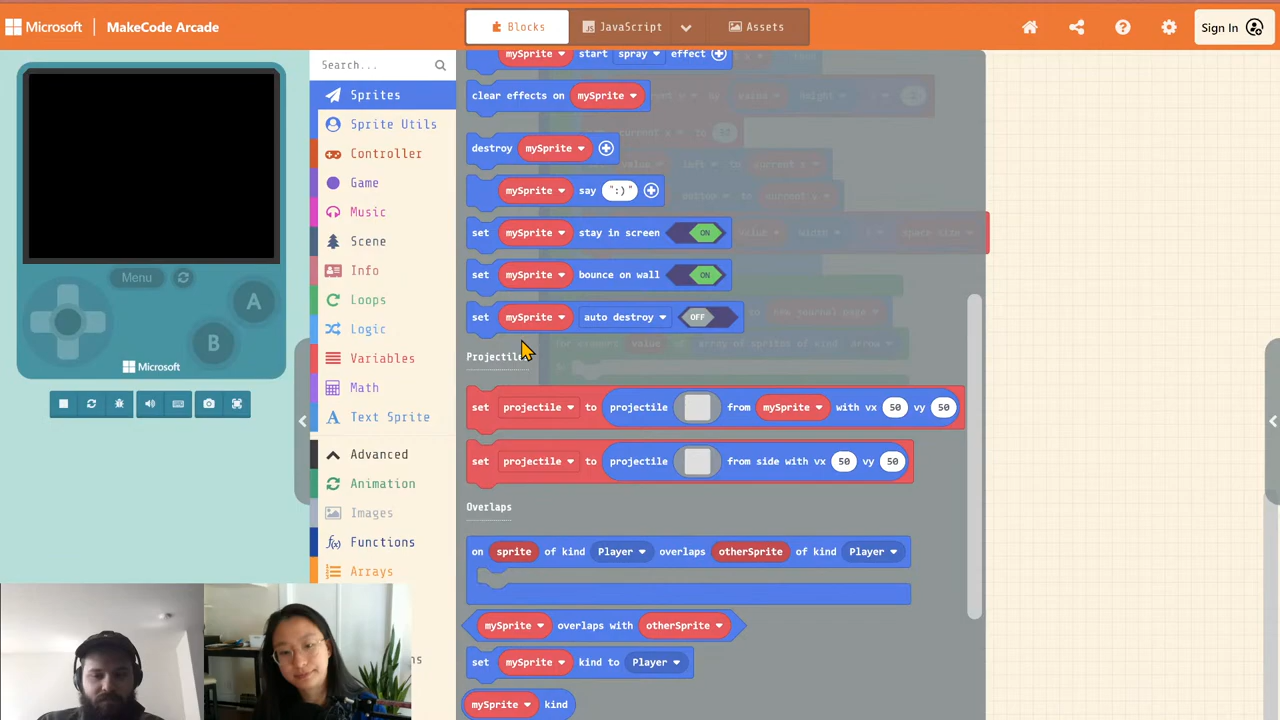 Microsoft MakeCode Arcade Blocks JavaScript Assets Sign In
Search...
Sprites
Sprite Utils
Controller
Game
Music
Scene
Info
Loops
Logic
Variables
Math
Text Sprite
Advanced
Animation
Images
Functions
Arrays
Menu
A
B
Microsoft
mySprite start spray effect
clear effects on mySprite
destroy mySprite
mySprite say ":)"
set mySprite stay in screen ON
set mySprite bounce on wall ON
set mySprite auto destroy OFF
Projectiles
set projectile to projectile from mySprite with vx 50 vy 50
set projectile to projectile from side with vx 50 vy 50
Overlaps
on sprite of kind Player overlaps otherSprite of kind Player
mySprite overlaps with otherSprite
set mySprite kind to Player
mySprite kind